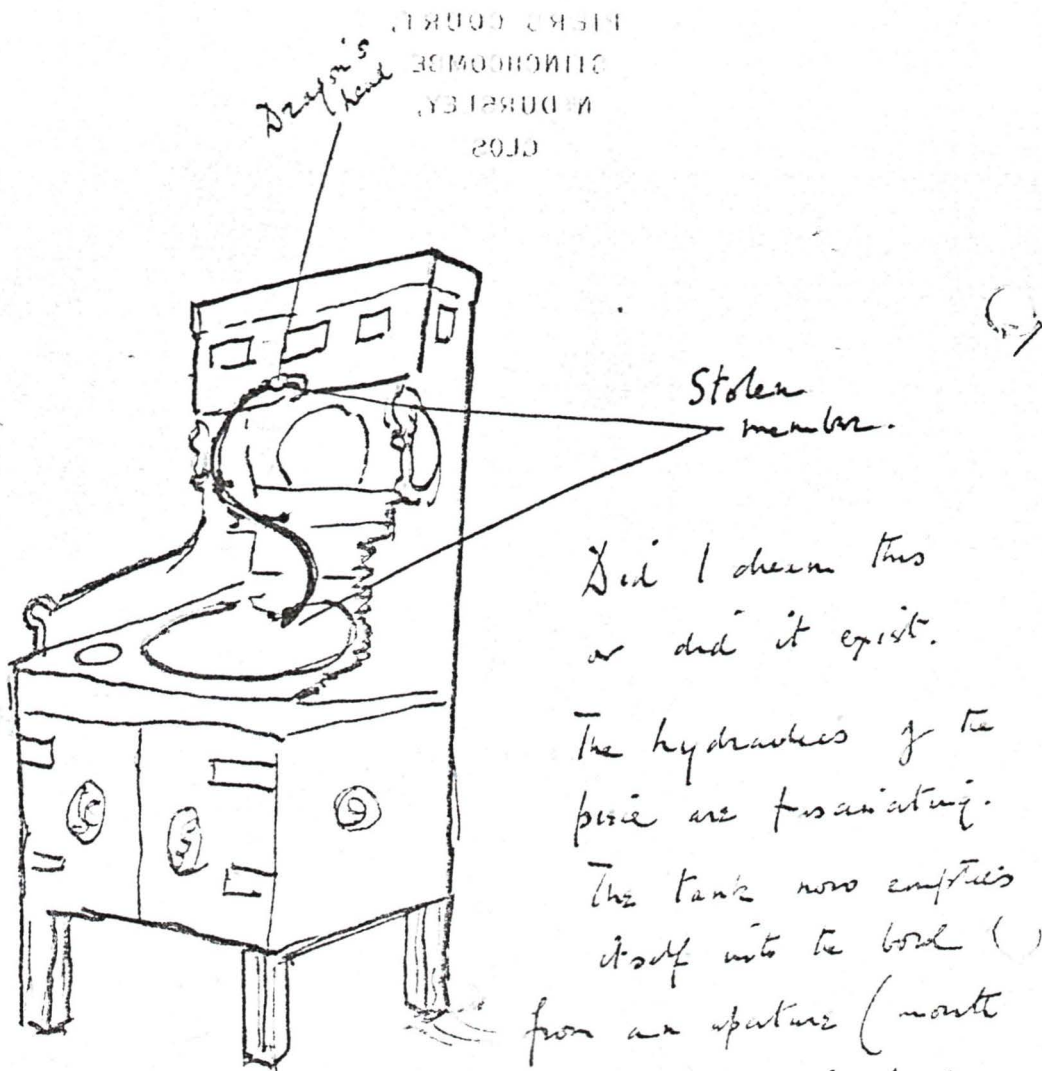 PIERS COURT,
STINCHCOMBE
NR DURSLEY,
GLOS
Dragon's
head
Stolen
member.
Did I dream this
or did it exist.
The hydraulics of the
piece are fascinating.
The tank now empties
itself into the bowl (
from an aperture (mouth